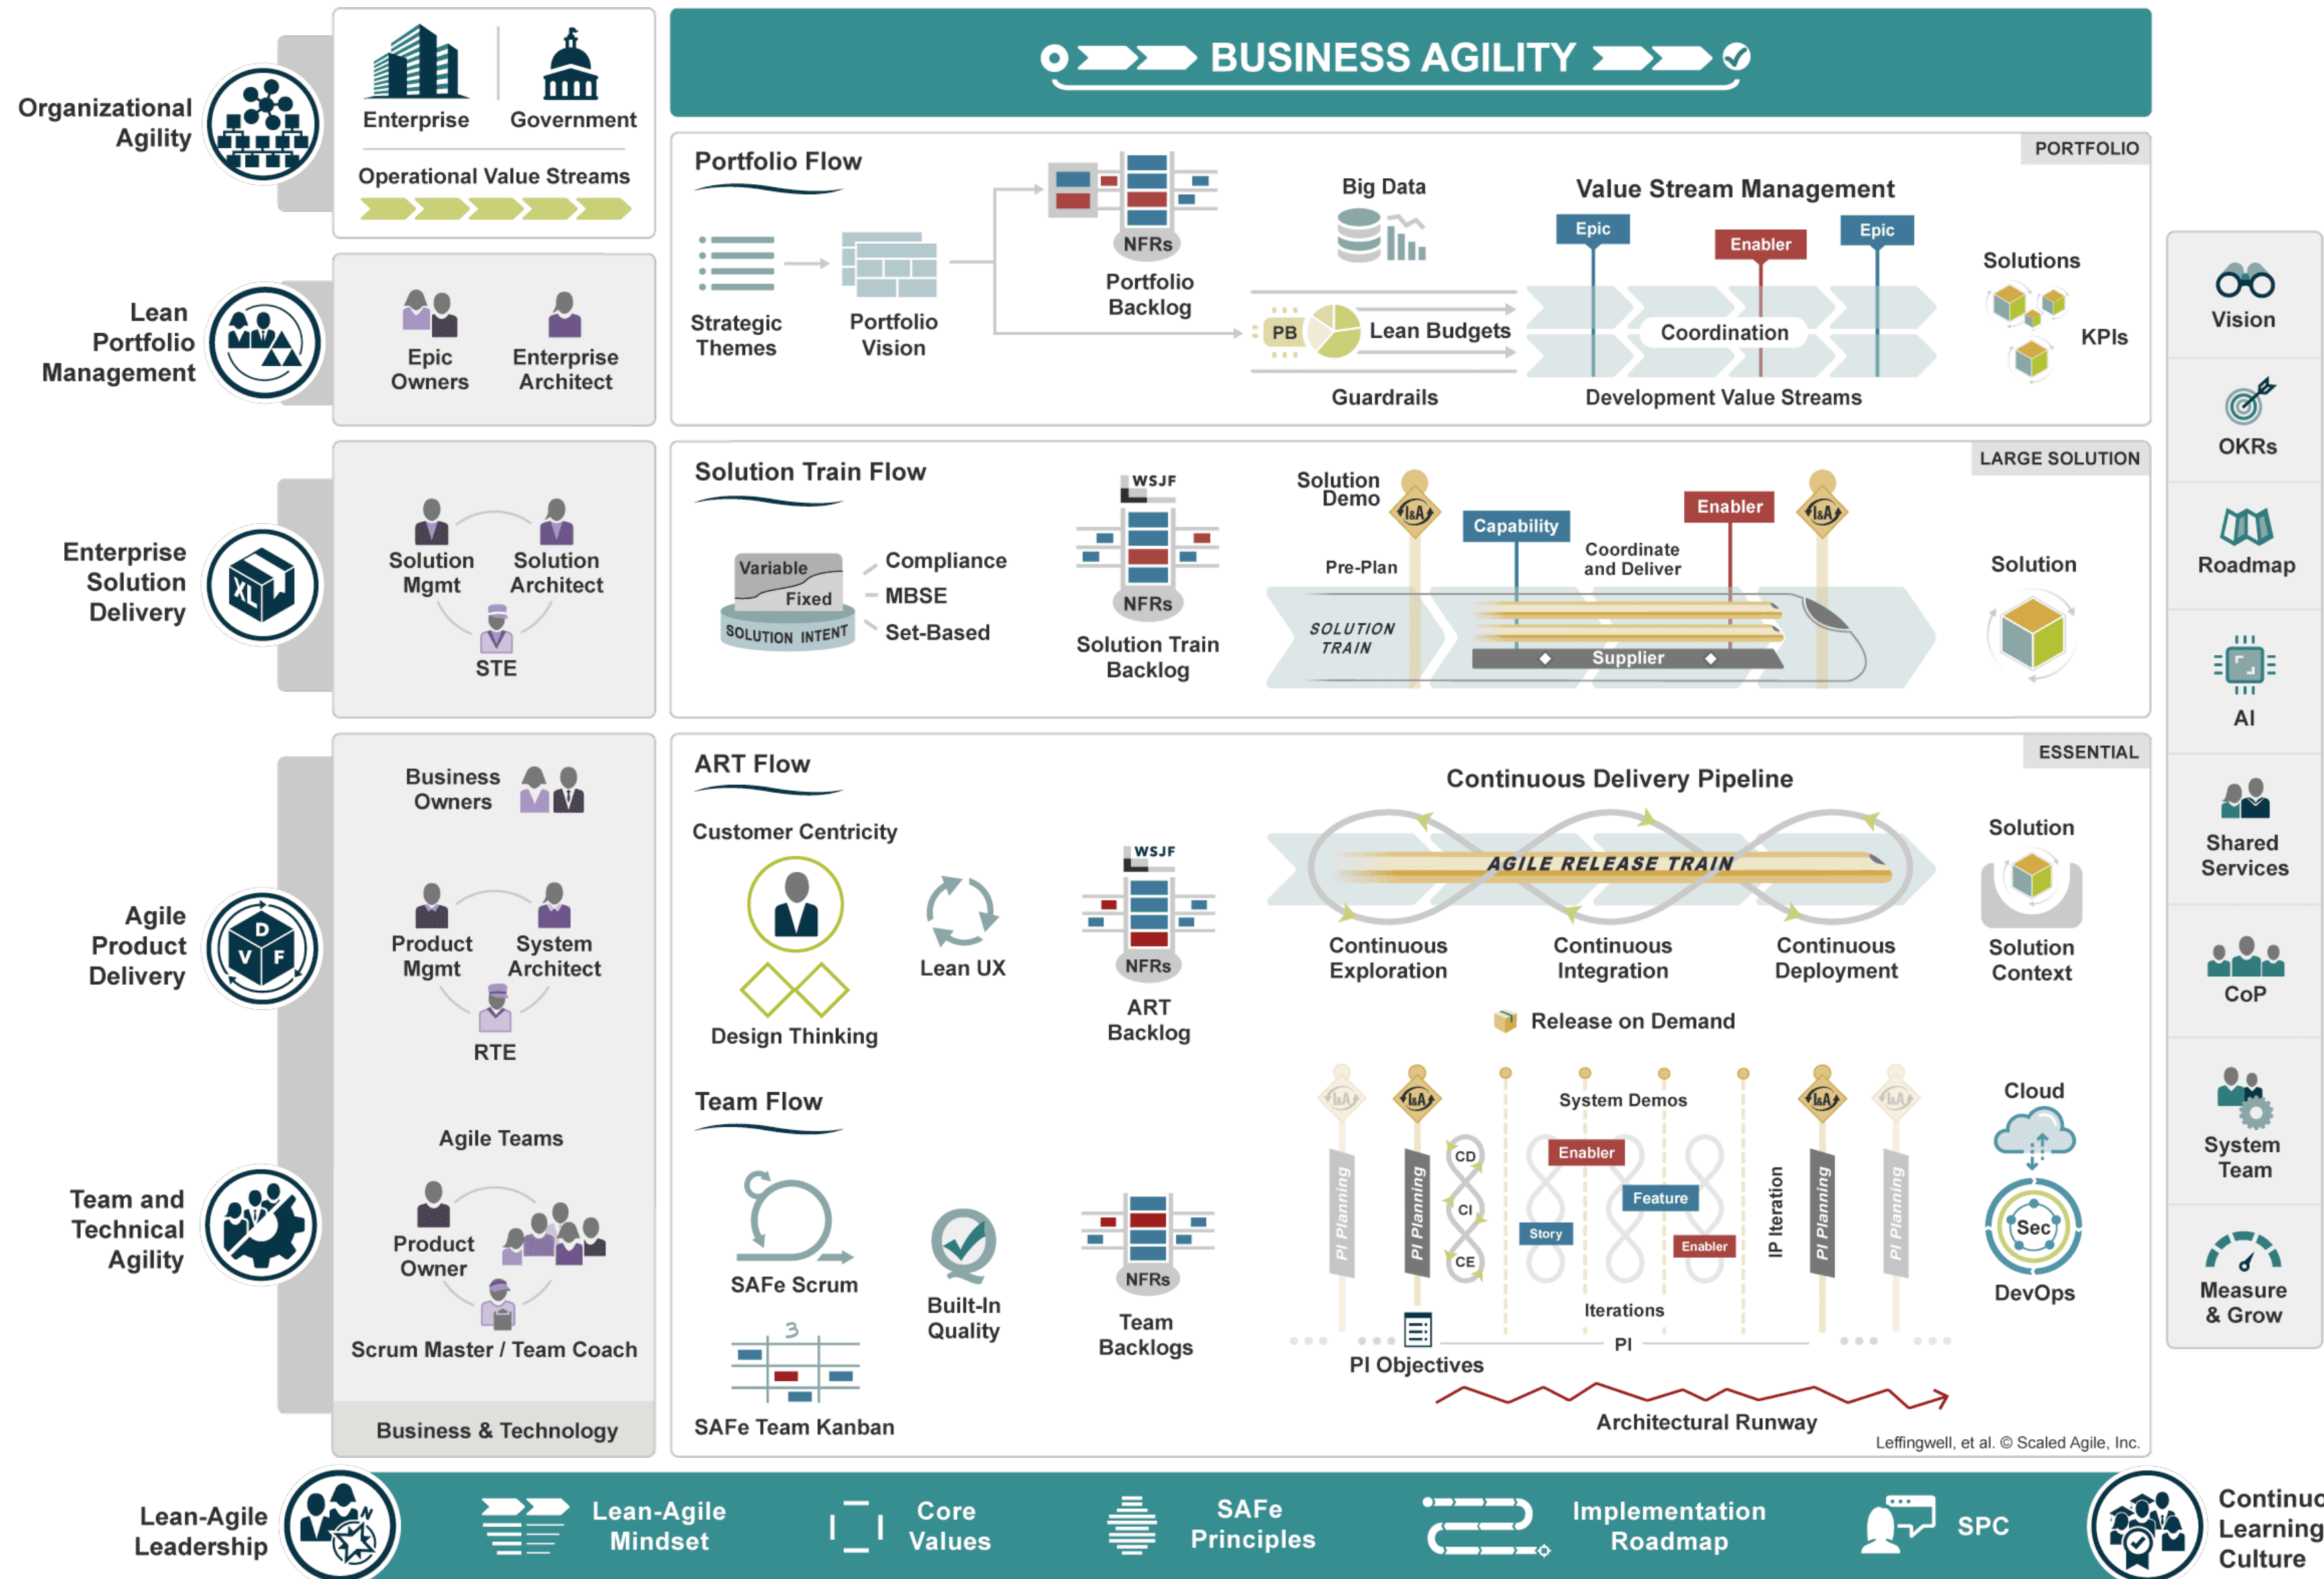 BUSINESS AGILITY
Organizational
Agility
Enterprise
Government
Operational Value Streams
Lean
Portfolio
Management
Epic
Owners
Enterprise
Architect
Portfolio Flow
PORTFOLIO
Strategic
Themes
Portfolio
Vision
NFRs
Portfolio
Backlog
Big Data
PB
Lean Budgets
Guardrails
Value Stream Management
Epic
Enabler
Epic
Coordination
Development Value Streams
Solutions
KPIs
Enterprise
Solution
Delivery
XL
Solution
Mgmt
Solution
Architect
STE
Solution Train Flow
LARGE SOLUTION
Variable
Fixed
SOLUTION INTENT
Compliance
MBSE
Set-Based
WSJF
NFRs
Solution Train
Backlog
Solution
Demo
I&A
Pre-Plan
Capability
Coordinate
and Deliver
Enabler
I&A
SOLUTION
TRAIN
Supplier
Solution
Agile
Product
Delivery
D
V F
Business
Owners
Product
Mgmt
System
Architect
RTE
ART Flow
ESSENTIAL
Customer Centricity
Design Thinking
Lean UX
WSJF
NFRs
ART
Backlog
Continuous Delivery Pipeline
AGILE RELEASE TRAIN
Continuous
Exploration
Continuous
Integration
Continuous
Deployment
Release on Demand
Solution
Solution
Context
Team and
Technical
Agility
Agile Teams
Product
Owner
Scrum Master / Team Coach
Business & Technology
Team Flow
SAFe Scrum
3
SAFe Team Kanban
Built-In
Quality
NFRs
Team
Backlogs
I&A
I&A
System Demos
I&A
I&A
PI Planning
PI Planning
CD
CI
CE
Enabler
Feature
Story
Enabler
IP Iteration
PI Planning
PI Planning
Iterations
PI
PI Objectives
Architectural Runway
Cloud
Sec
DevOps
Leffingwell, et al. © Scaled Agile, Inc.
Vision
OKRs
Roadmap
AI
Shared
Services
CoP
System
Team
Measure
& Grow
Lean-Agile
Leadership
N
Lean-Agile
Mindset
Core
Values
SAFe
Principles
Implementation
Roadmap
SPC
Continuo
Learning
Culture